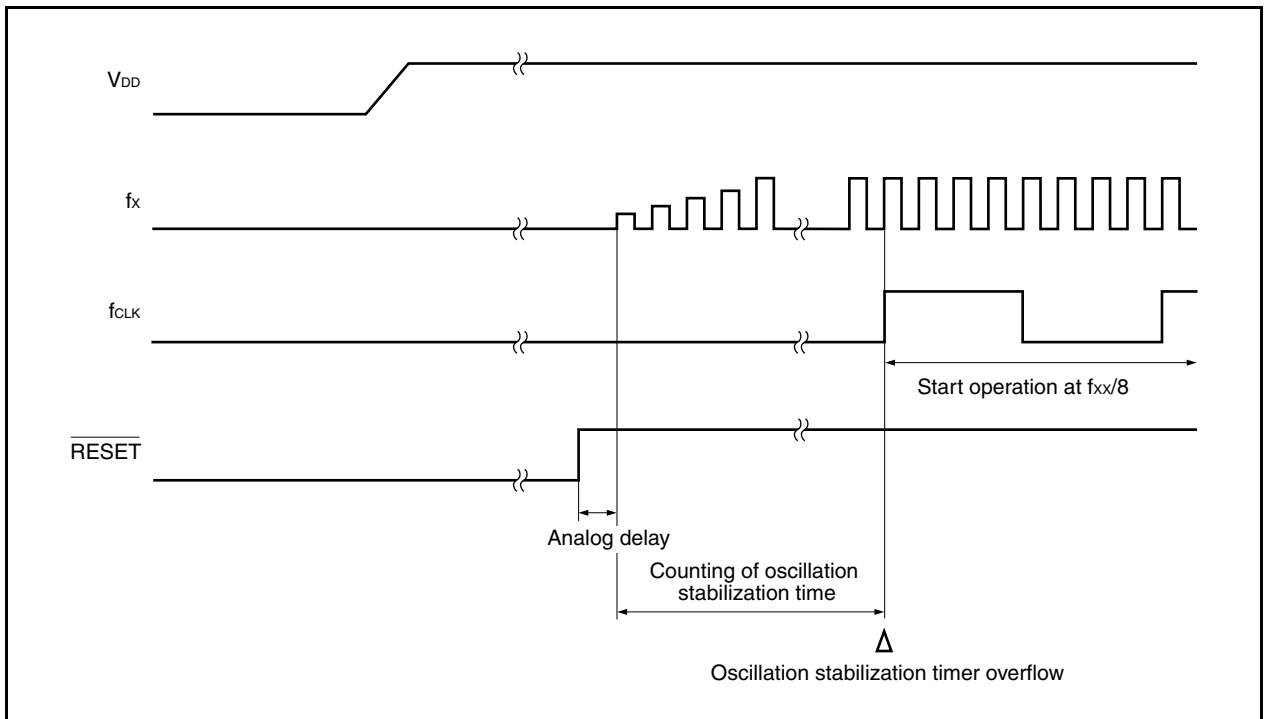 VDD
fX
fCLK
Start operation at fXX/8
RESET
Analog delay
Counting of oscillation
stabilization time
Oscillation stabilization timer overflow